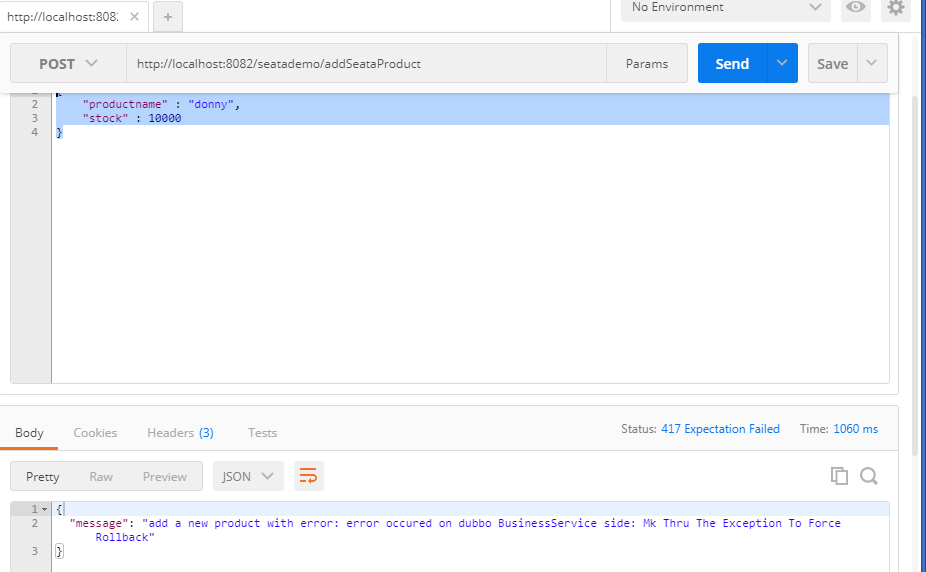 http://localhost:808
No Environment
POST
http://localhost:8082/seatademo/addSeataProduct
Params
Send
Save
2 "productname" : "donny",
3 "stock" : 10000
4 }
Body
Cookies
Headers (3)
Tests
Status: 417 Expectation Failed
Time: 1060 ms
Pretty
Raw
Preview
JSON
1 {
2 "message": "add a new product with error: error occured on dubbo BusinessService side: Mk Thru The Exception To Force
Rollback"
3 }